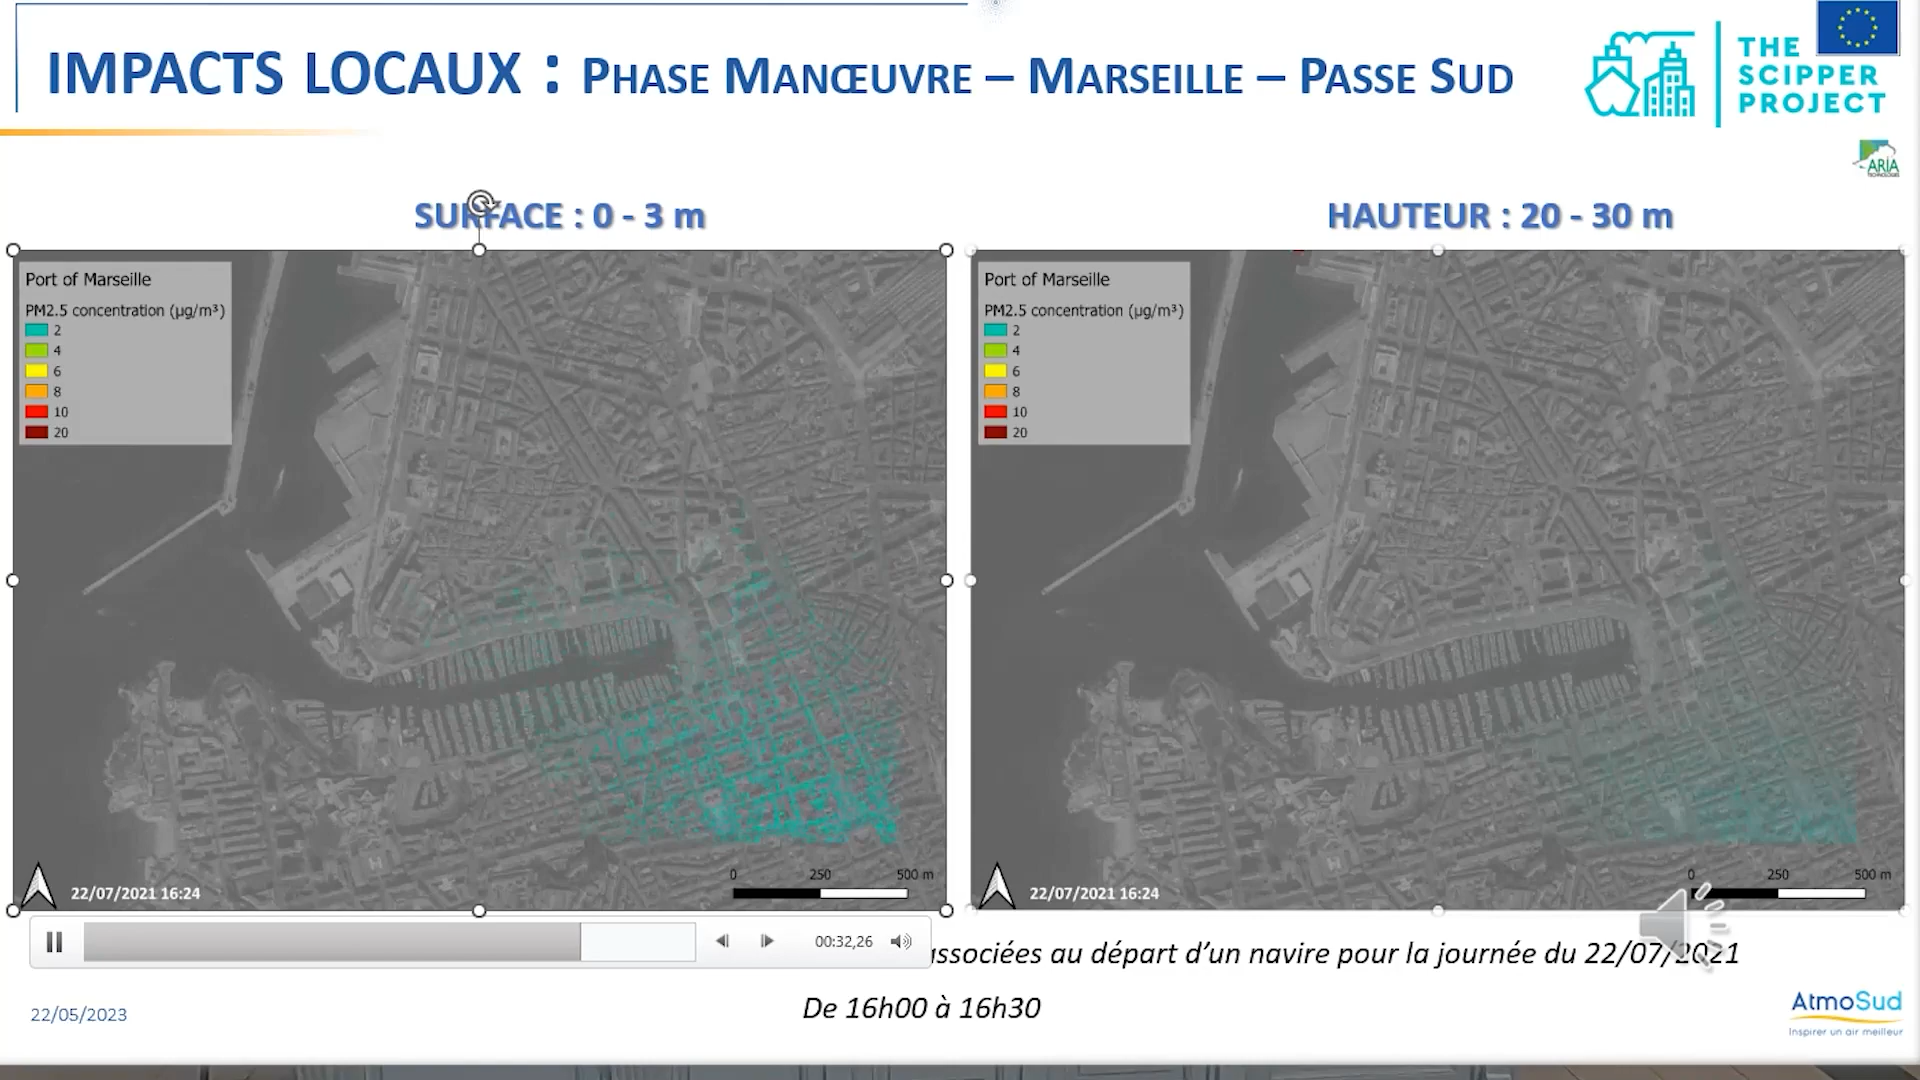 IMPACTS LOCAUX : PHASE MANŒUVRE – MARSEILLE – PASSE SUD
THE
SCIPPER
PROJECT
ARIA
TECHNOLOGIES
SURFACE : 0 - 3 m
HAUTEUR : 20 - 30 m
Port of Marseille
PM2.5 concentration (µg/m³)
2
4
6
8
10
20
0 250 500 m
22/07/2021 16:24
Port of Marseille
PM2.5 concentration (µg/m³)
2
4
6
8
10
20
0 250 500 m
22/07/2021 16:24
00:32,26
associées au départ d'un navire pour la journée du 22/07/2021
De 16h00 à 16h30
22/05/2023
AtmoSud
Inspirer un air meilleur